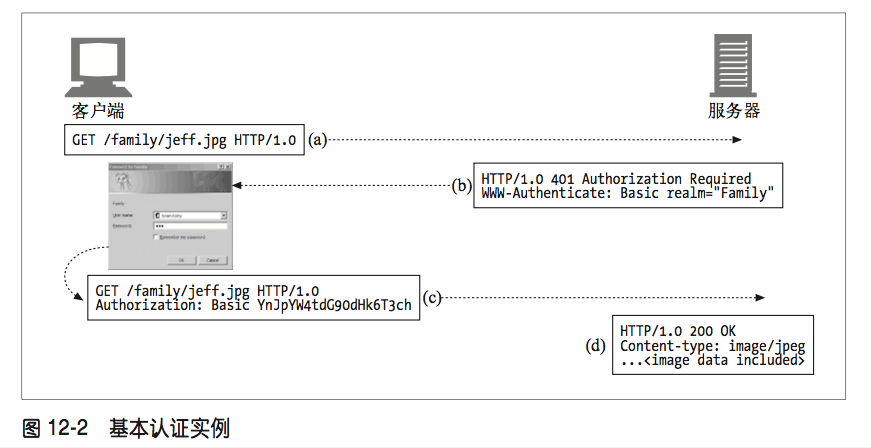 客户端
服务器
GET /family/jeff.jpg HTTP/1.0
(a)
(b)
HTTP/1.0 401 Authorization Required
WWW-Authenticate: Basic realm="Family"
Family
User name:
Password:
Remember my password
OK
Cancel
GET /family/jeff.jpg HTTP/1.0
Authorization: Basic YnJpYW4tdG90dHk6T3ch
(c)
(d)
HTTP/1.0 200 OK
Content-type: image/jpeg
...<image data included>
图 12-2 基本认证实例